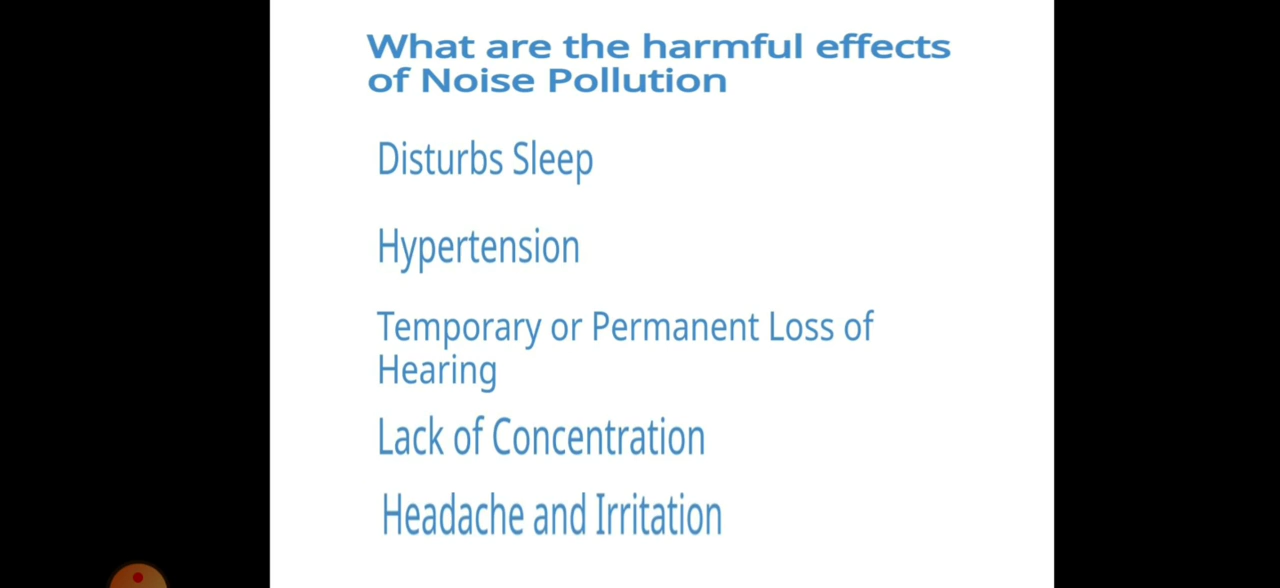 What are the harmful effects
of Noise Pollution
Disturbs Sleep
Hypertension
Temporary or Permanent Loss of
Hearing
Lack of Concentration
Headache and Irritation